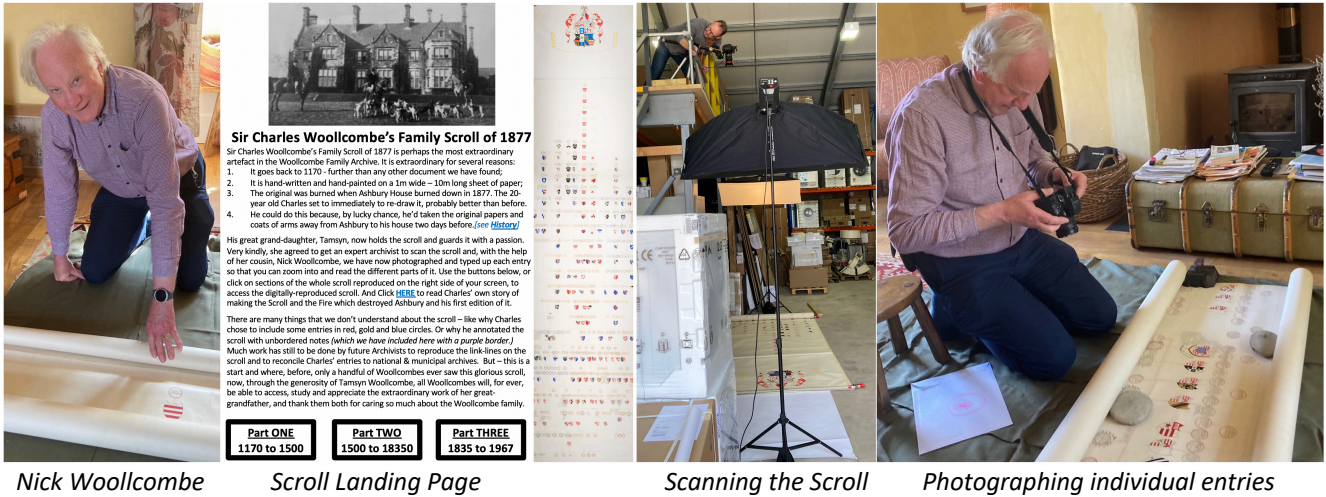 Sir Charles Woollcombe's Family Scroll of 1877
Sir Charles Woollcombe's Family Scroll of 1877 is perhaps the most extraordinary
artefact in the Woollcombe Family Archive. It is extraordinary for several reasons:
1. It goes back to 1170 - further than any other document we have found;
2. It is hand-written and hand-painted on a 1m wide – 10m long sheet of paper;
3. The original was burned when Ashbury House burned down in 1877. The 20-
year old Charles set to immediately to re-draw it, probably better than before.
4. He could do this because, by lucky chance, he'd taken the original papers and
coats of arms away from Ashbury to his house two days before.[see History]
His great grand-daughter, Tamsyn, now holds the scroll and guards it with a passion.
Very kindly, she agreed to get an expert archivist to scan the scroll and, with the help
of her cousin, Nick Woollcombe, we have now photographed and typed up each entry
so that you can zoom into and read the different parts of it. Use the buttons below, or
click on sections of the whole scroll reproduced on the right side of your screen, to
access the digitally-reproduced scroll. And Click HERE to read Charles' own story of
making the Scroll and the Fire which destroyed Ashbury and his first edition of it.
There are many things that we don't understand about the scroll – like why Charles
chose to include some entries in red, gold and blue circles. Or why he annotated the
scroll with unbordered notes (which we have included here with a purple border.)
Much work has still to be done by future Archivists to reproduce the link-lines on the
scroll and to reconcile Charles' entries to national & municipal archives. But – this is a
start and where, before, only a handful of Woollcombes ever saw this glorious scroll,
now, through the generosity of Tamsyn Woollcombe, all Woollcombes will, for ever,
be able to access, study and appreciate the extraordinary work of her great-
grandfather, and thank them both for caring so much about the Woollcombe family.
Part ONE
1170 to 1500
Part TWO
1500 to 18350
Part THREE
1835 to 1967
Nick Woollcombe
Scroll Landing Page
Scanning the Scroll
Photographing individual entries